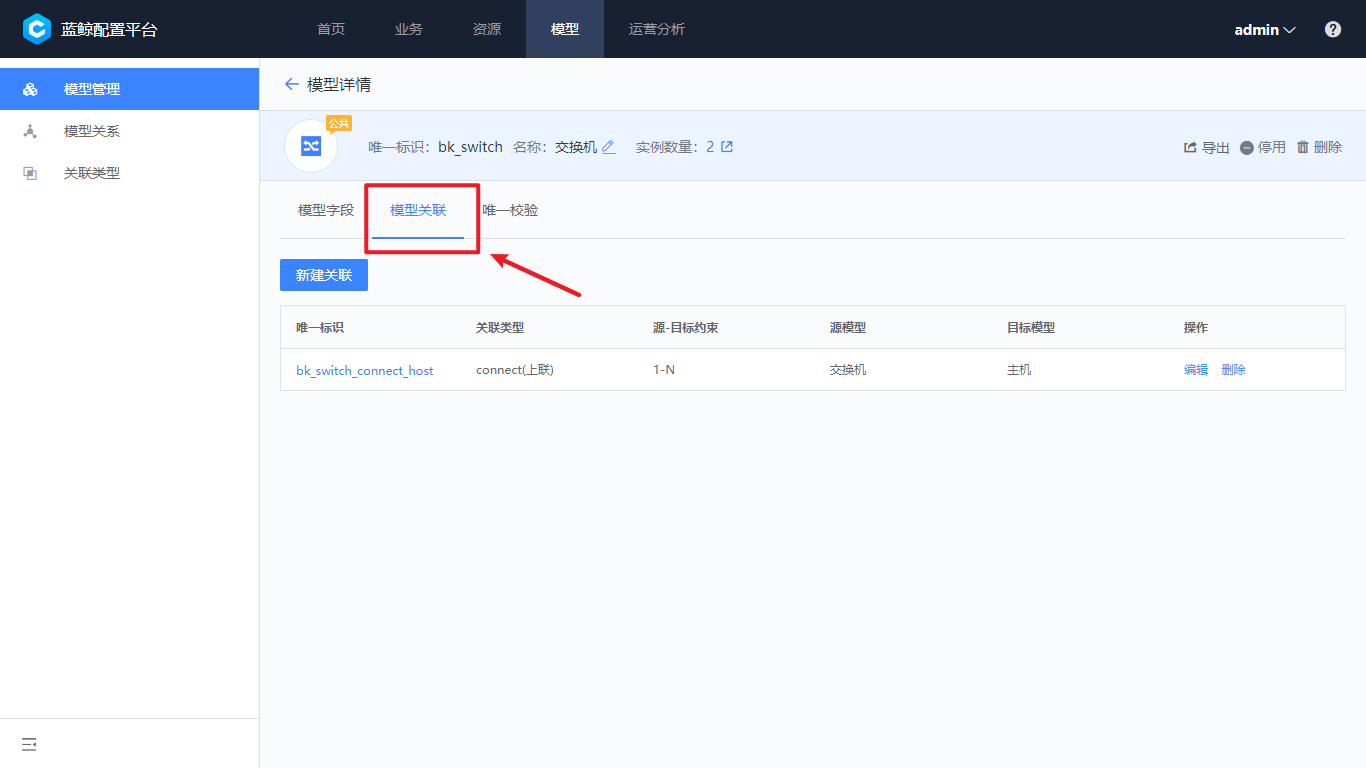 蓝鲸配置平台 首页 业务 资源 模型 运营分析 admin
模型管理
模型关系
关联类型
模型详情
公共
唯一标识: bk_switch 名称: 交换机 实例数量: 2 导出 停用 删除
模型字段 模型关联 唯一校验
新建关联
唯一标识 关联类型 源-目标约束 源模型 目标模型 操作
bk_switch_connect_host connect(上联) 1-N 交换机 主机 编辑 删除